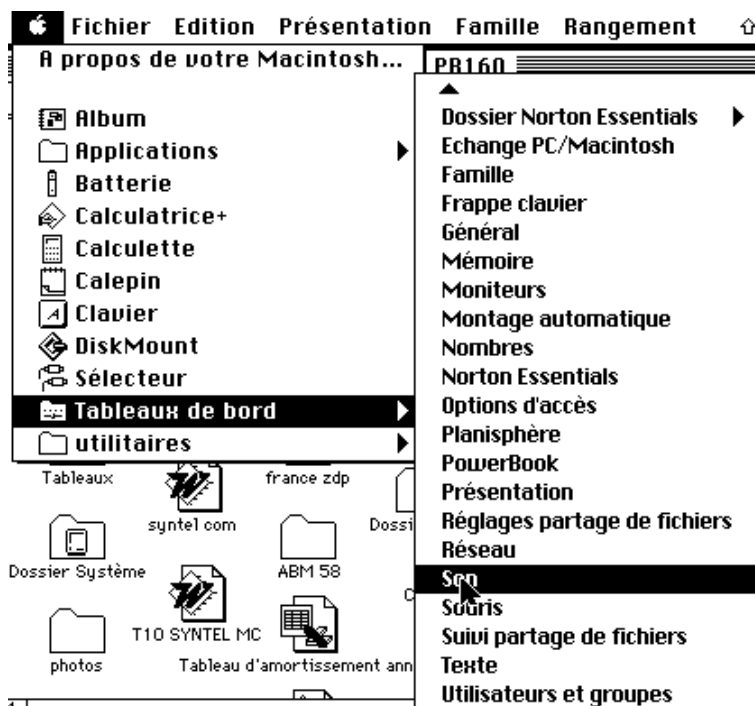 Fichier Edition Présentation Famille Rangement
A propos de votre Macintosh...
Album
Applications
Batterie
Calculatrice+
Calculette
Calepin
Clavier
DiskMount
Sélecteur
Tableaux de bord
utilitaires
PB160
Dossier Norton Essentials
Echange PC/Macintosh
Famille
Frappe clavier
Général
Mémoire
Moniteurs
Montage automatique
Nombres
Norton Essentials
Options d'accès
Planisphère
PowerBook
Présentation
Réglages partage de fichiers
Réseau
Son
Souris
Suivi partage de fichiers
Texte
Utilisateurs et groupes
Tableaux
france zdp
syntel com
Dossi
Dossier Système
ABM 58
T10 SYNTEL MC
photos
Tableau d'amortissement ann